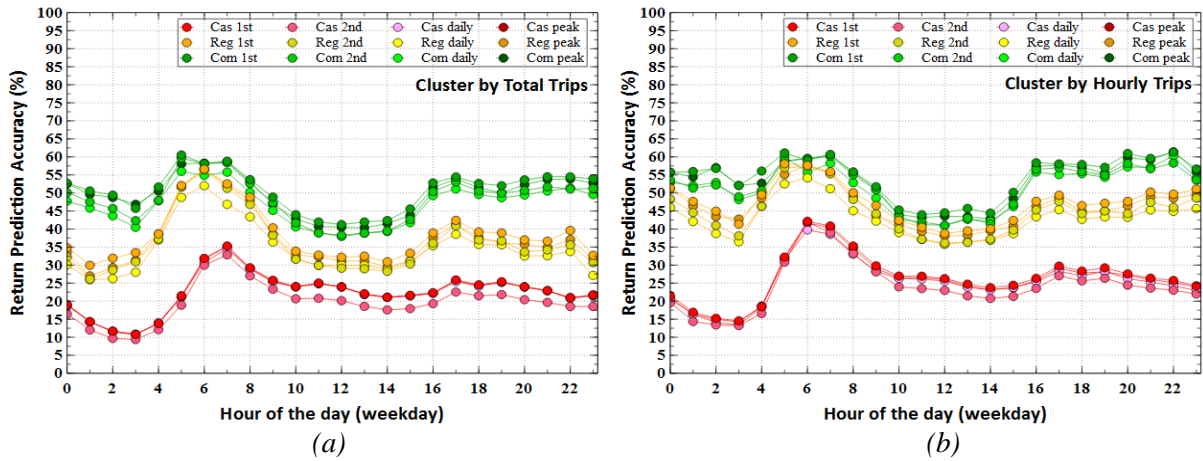 Cas 1st Cas 2nd Cas daily Cas peak
Reg 1st Reg 2nd Reg daily Reg peak
Com 1st Com 2nd Com daily Com peak
Cluster by Total Trips
Return Prediction Accuracy (%)
100
95
90
85
80
75
70
65
60
55
50
45
40
35
30
25
20
15
10
5
0
0 2 4 6 8 10 12 14 16 18 20 22
Hour of the day (weekday)
(a)
Cas 1st Cas 2nd Cas daily Cas peak
Reg 1st Reg 2nd Reg daily Reg peak
Com 1st Com 2nd Com daily Com peak
Cluster by Hourly Trips
Return Prediction Accuracy (%)
100
95
90
85
80
75
70
65
60
55
50
45
40
35
30
25
20
15
10
5
0
0 2 4 6 8 10 12 14 16 18 20 22
Hour of the day (weekday)
(b)